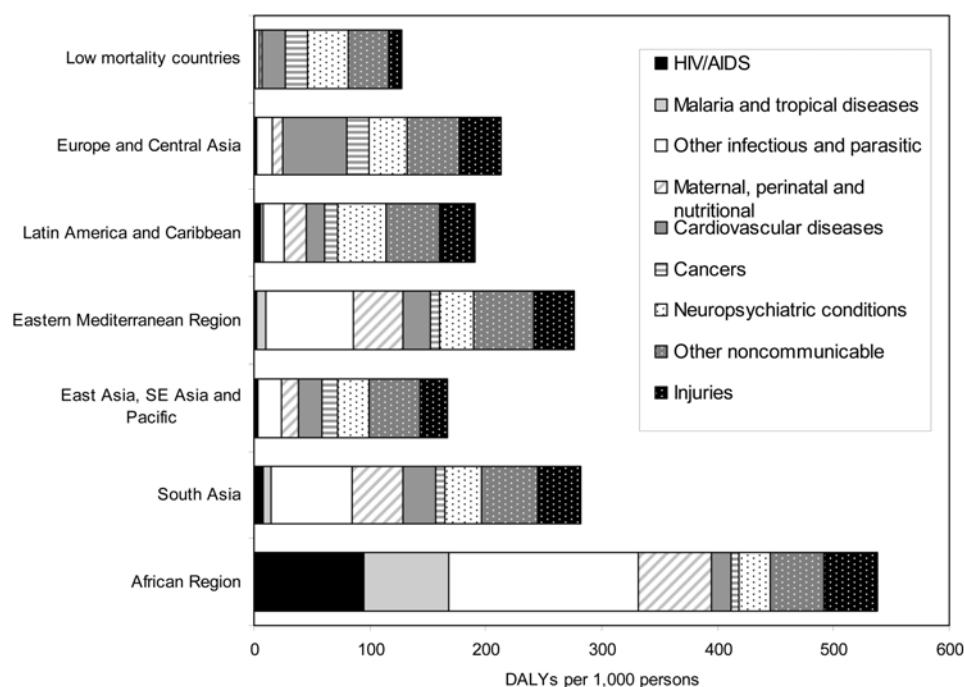 Low mortality countries
Europe and Central Asia
Latin America and Caribbean
Eastern Mediterranean Region
East Asia, SE Asia and
Pacific
South Asia
African Region
0 100 200 300 400 500 600
DALYs per 1,000 persons
HIV/AIDS
Malaria and tropical diseases
Other infectious and parasitic
Maternal, perinatal and
nutritional
Cardiovascular diseases
Cancers
Neuropsychiatric conditions
Other noncommunicable
Injuries